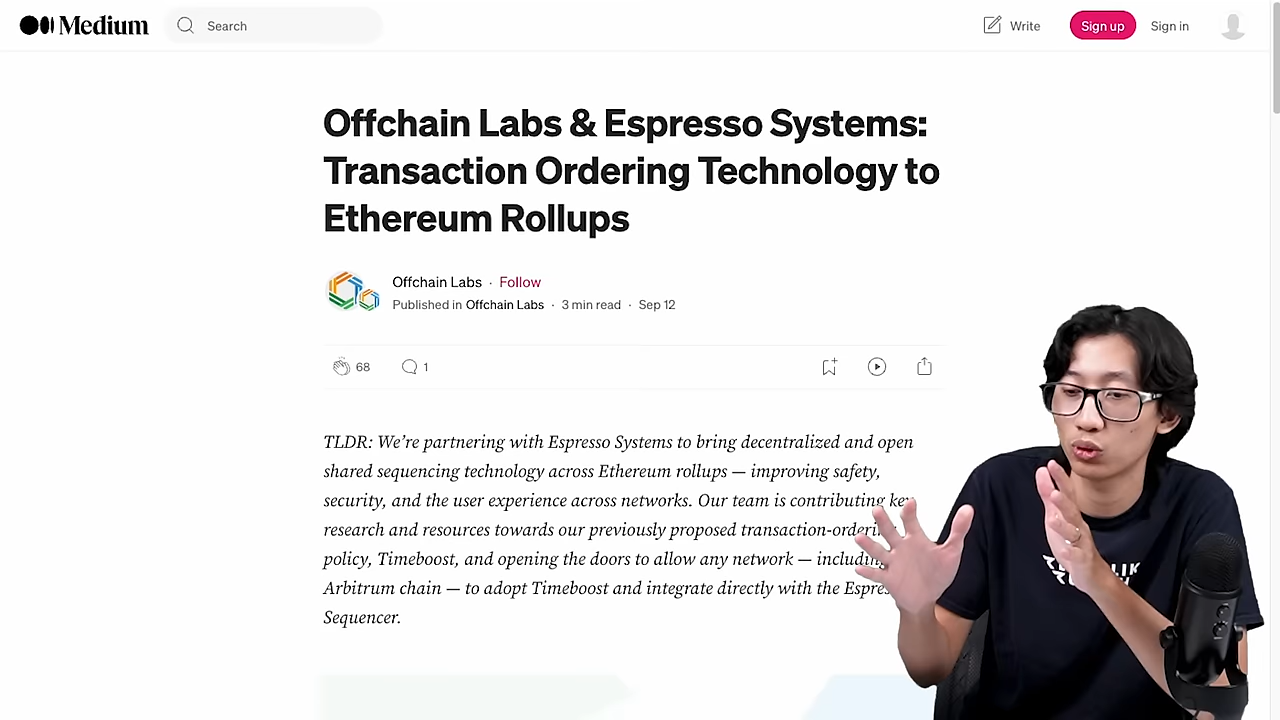 Medium
Search
Write
Sign up
Sign in
Offchain Labs & Espresso Systems:
Transaction Ordering Technology to
Ethereum Rollups
Offchain Labs · Follow
Published in Offchain Labs · 3 min read · Sep 12
68
1
TLDR: We’re partnering with Espresso Systems to bring decentralized and open
shared sequencing technology across Ethereum rollups — improving safety,
security, and the user experience across networks. Our team is contributing key
research and resources towards our previously proposed
policy, Timeboost, and opening the doors to allow any network — including
Arbitrum chain — to adopt Timeboost and integrate directly with the
Sequencer.